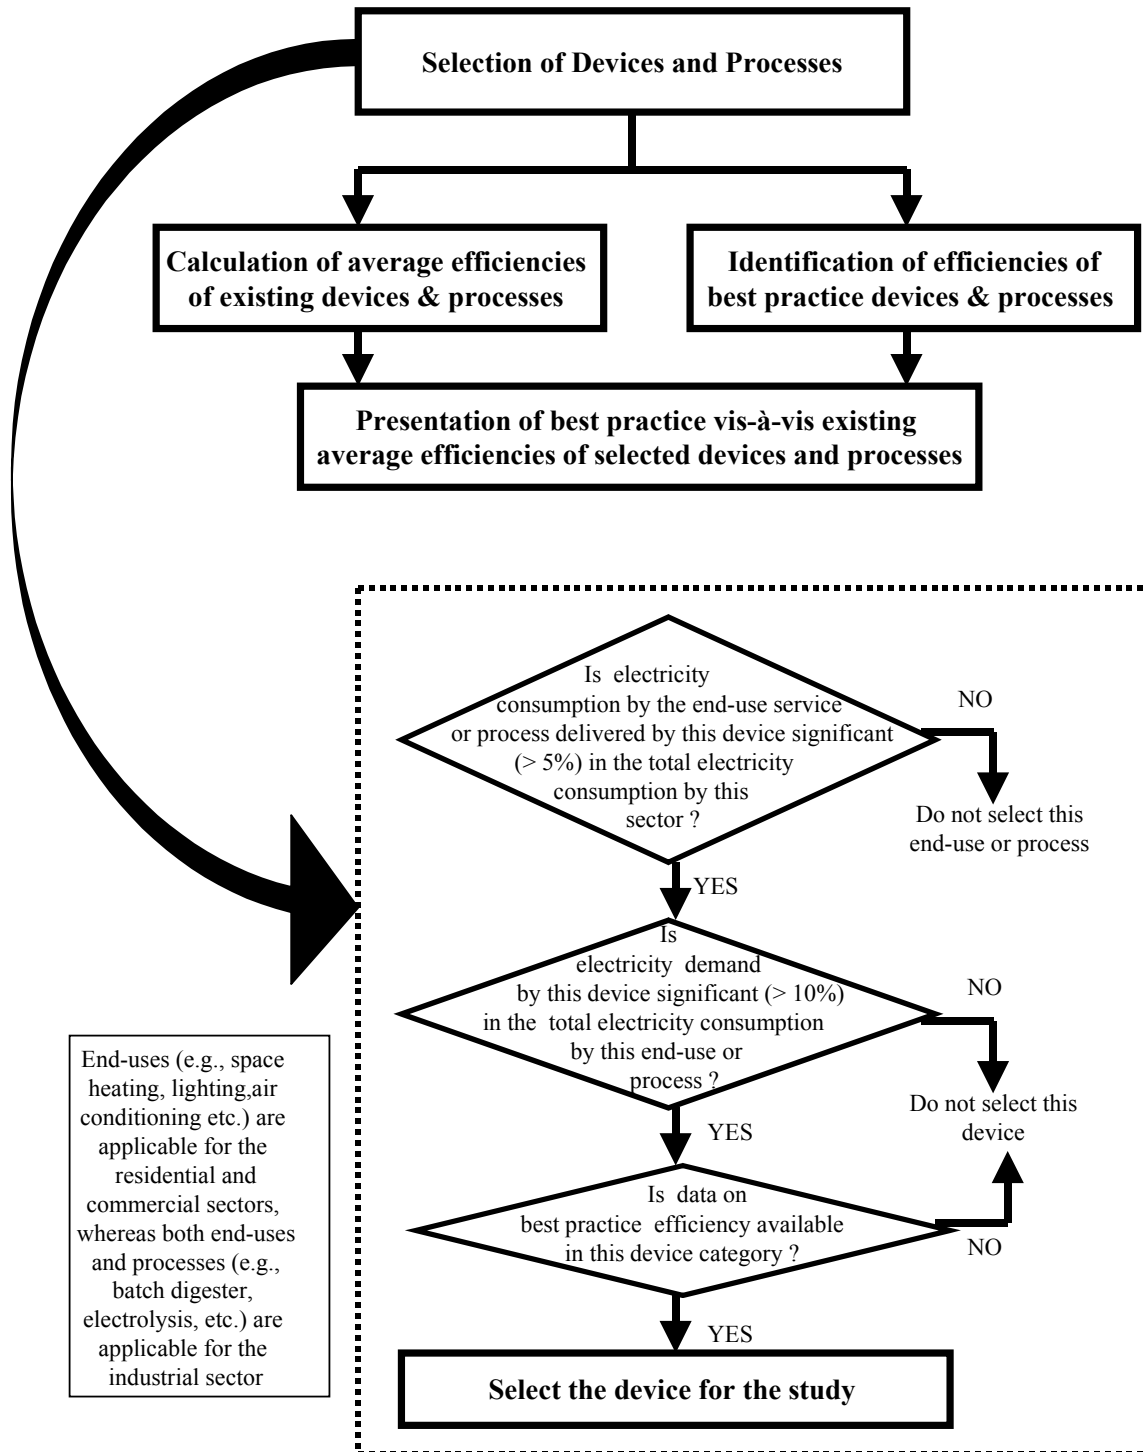 Selection of Devices and Processes
Calculation of average efficiencies
of existing devices & processes
Identification of efficiencies of
best practice devices & processes
Presentation of best practice vis-à-vis existing
average efficiencies of selected devices and processes
Is electricity
consumption by the end-use service
or process delivered by this device significant
(> 5%) in the total electricity
consumption by this
sector ?
NO
Do not select this
end-use or process
YES
Is
electricity demand
by this device significant (> 10%)
in the total electricity consumption
by this end-use or
process ?
NO
Do not select this
device
YES
Is data on
best practice efficiency available
in this device category ?
NO
YES
Select the device for the study
End-uses (e.g., space
heating, lighting,air
conditioning etc.) are
applicable for the
residential and
commercial sectors,
whereas both end-uses
and processes (e.g.,
batch digester,
electrolysis, etc.) are
applicable for the
industrial sector